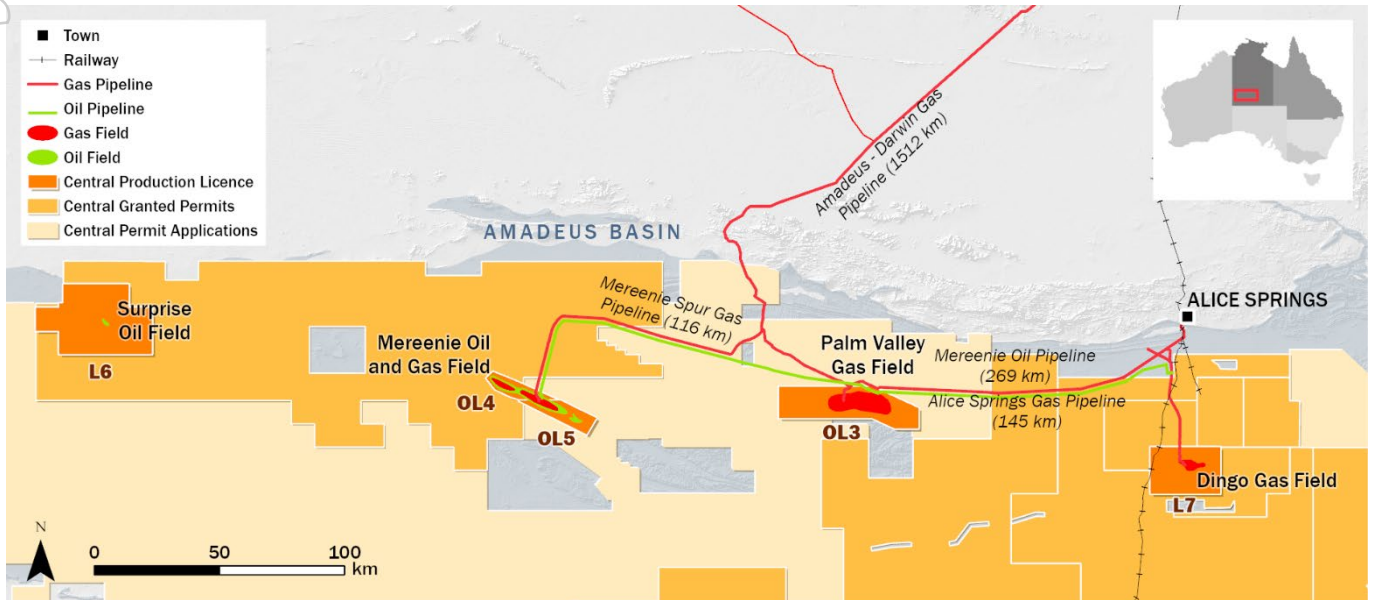 Town
Railway
Gas Pipeline
Oil Pipeline
Gas Field
Oil Field
Central Production Licence
Central Granted Permits
Central Permit Applications
Amadeus - Darwin Gas
Pipeline (1512 km)
AMADEUS BASIN
Mereenie Spur Gas
Pipeline (116 km)
ALICE SPRINGS
Surprise
Oil Field
L6
Mereenie Oil
and Gas Field
OL4
OL5
Palm Valley
Gas Field
OL3
Mereenie Oil Pipeline
(269 km)
Alice Springs Gas Pipeline
(145 km)
Dingo Gas Field
L7
N
0 50 100
km